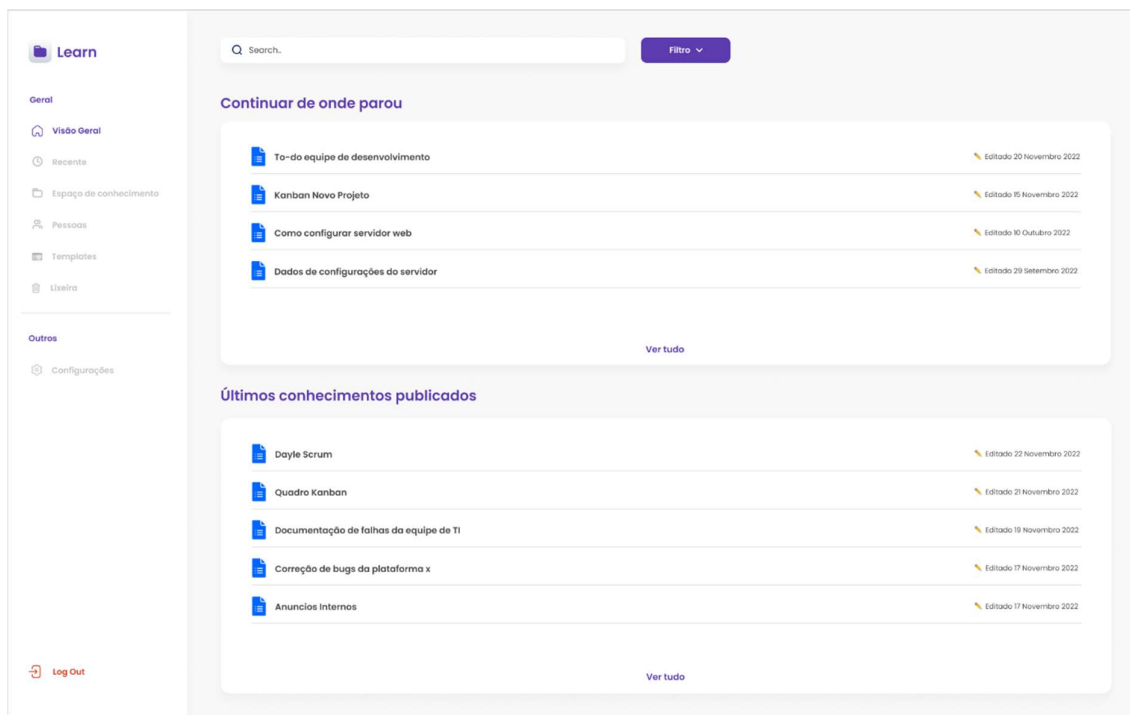 Learn
Geral
Visão Geral
Recente
Espaço de conhecimento
Pessoas
Templates
Lixeira
Outros
Configurações
Log Out
Search..
Filtro
Continuar de onde parou
To-do equipe de desenvolvimento
Editado 20 Novembro 2022
Kanban Novo Projeto
Editado 15 Novembro 2022
Como configurar servidor web
Editado 10 Outubro 2022
Dados de configurações do servidor
Editado 29 Setembro 2022
Ver tudo
Últimos conhecimentos publicados
Dayle Scrum
Editado 22 Novembro 2022
Quadro Kanban
Editado 21 Novembro 2022
Documentação de falhas da equipe de TI
Editado 19 Novembro 2022
Correção de bugs da plataforma x
Editado 17 Novembro 2022
Anuncios Internos
Editado 17 Novembro 2022
Ver tudo